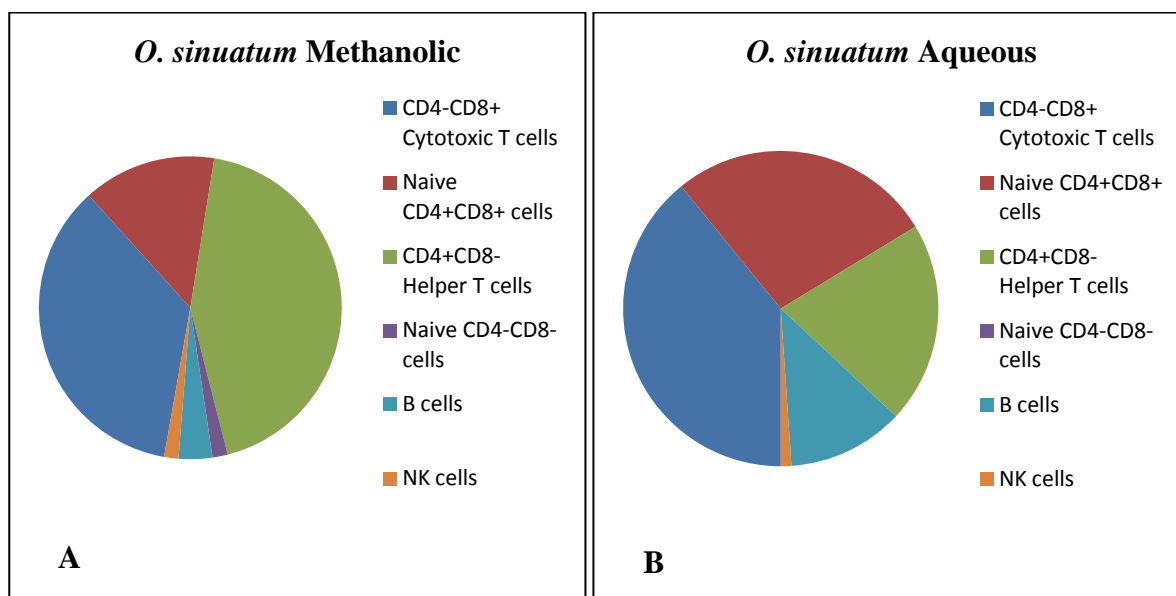 O. sinuatum Methanolic
CD4-CD8+
Cytotoxic T cells
Naive
CD4+CD8+ cells
CD4+CD8-
Helper T cells
Naive CD4-CD8-
cells
B cells
NK cells
A
O. sinuatum Aqueous
CD4-CD8+
Cytotoxic T cells
Naive CD4+CD8+
cells
CD4+CD8-
Helper T cells
Naive CD4-CD8-
cells
B cells
NK cells
B